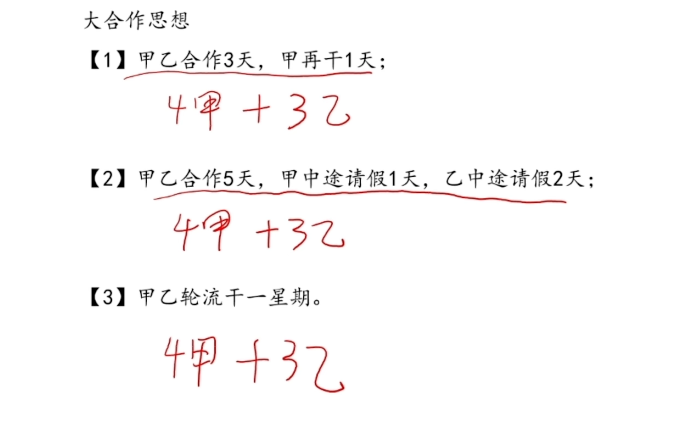 大合作思想
【1】甲乙合作3天，甲再干1天；
4甲+3乙
【2】甲乙合作5天，甲中途请假1天，乙中途请假2天；
4甲+3乙
【3】甲乙轮流干一星期。
4甲+3乙